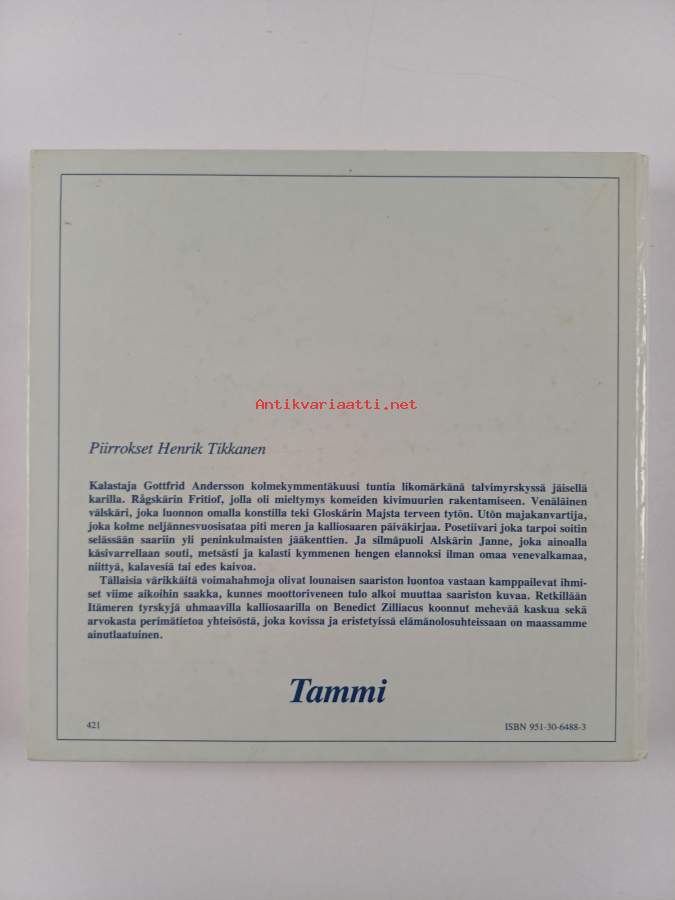 Antikvariaatti.net
Piirrokset Henrik Tikkanen
Kalastaja Gottfrid Andersson kolmekymmentäkuusi tuntia likomärkänä talvimyrskyssä jäisellä
karilla. Rågskärin Fritiof, jolla oli mieltymys komeiden kivimuurien rakentamiseen. Venäläinen
välskäri, joka luonnon omalla konstilla teki Gloskärin Majsta terveen tytön. Utön majakanvartija,
joka kolme neljännesvuosisataa piti meren ja kalliosaaren päiväkirjaa. Posetiivari joka tarpoi soitin
selässään saariin yli peninkulmaisten jääkenttien. Ja silmäpuoli Alskärin Janne, joka ainoalla
käsivarrellaan souti, metsästi ja kalasti kymmenen hengen elannoksi ilman omaa venevalkamaa,
niittyä, kalavesiä tai edes kaivoa.
Tällaisia värikkäitä voimahahmoja olivat lounaisen saariston luontoa vastaan kamppailevat ihmi-
set viime aikoihin saakka, kunnes moottoriveneen tulo alkoi muuttaa saariston kuvaa. Retkillään
Itämeren tyrskyjä uhmaavilla kalliosaarilla on Benedict Zilliacus koonnut mehevää kaskua sekä
arvokasta perimätietoa yhteisöstä, joka kovissa ja eristetyissä elämänolosuhteissaan on maassamme
ainutlaatuinen.
Tammi
421
ISBN 951-30-6488-3